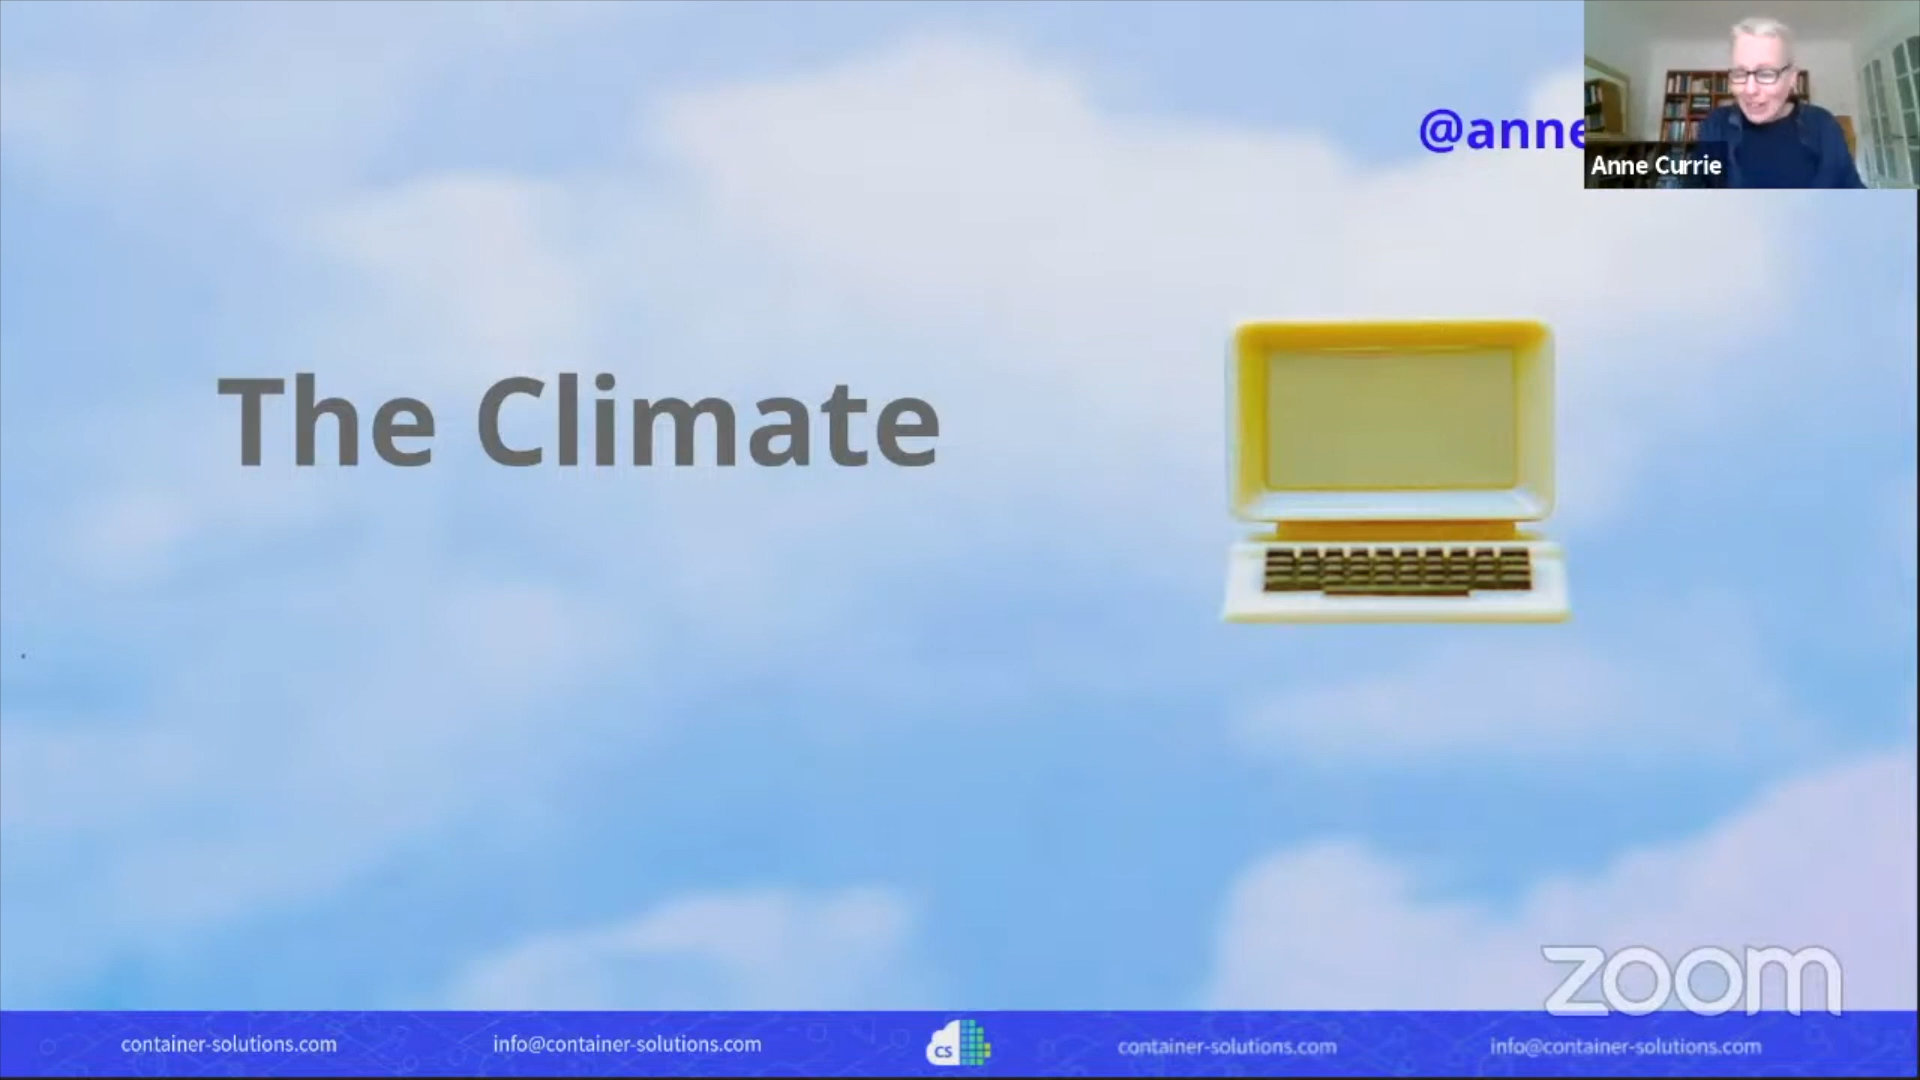 @anne
Anne Currie
The Climate
zoom
container-solutions.com
info@container-solutions.com
cs
container-solutions.com
info@container-solutions.com